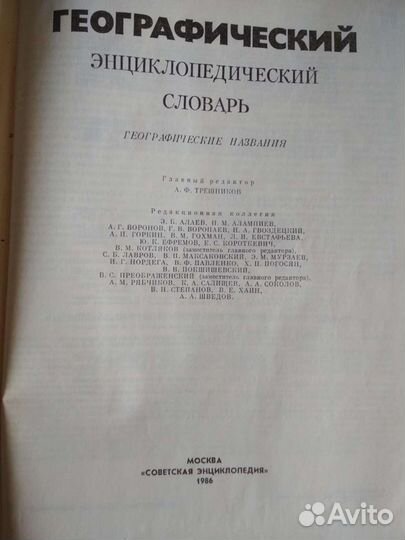 ГЕОГРАФИЧЕСКИЙ
ЭНЦИКЛОПЕДИЧЕСКИЙ
СЛОВАРЬ
ГЕОГРАФИЧЕСКИЕ НАЗВАНИЯ
Главный редактор
А. Ф. ТРЕШНИКОВ
Редакционная коллегия
Э. Б. АЛАЕВ, П. М. АЛАМПИЕВ,
А. Г. ВОРОНОВ, Г. В. ВОРОПАЕВ, Н. А. ГВОЗДЕЦКИЙ,
А. П. ГОРКИН, В. М. ГОХМАН, Л. И. ЕВСТАФЬЕВА,
Ю. К. ЕФРЕМОВ, Е. С. КОРОТКЕВИЧ,
В. М. КОТЛЯКОВ (заместитель главного редактора),
С. Б. ЛАВРОВ, В. П. МАКСАКОВСКИЙ, Э. М. МУРЗАЕВ,
И. Г. НОРДЕГА, В. Ф. ПАВЛЕНКО, Х. П. ПОГОСЯН,
В. В. ПОКШИШЕВСКИЙ,
В. С. ПРЕОБРАЖЕНСКИЙ (заместитель главного редактора),
А. М. РЯБЧИКОВ, К. А. САЛИЩЕВ, А. А. СОКОЛОВ,
В. Н. СТЕПАНОВ, В. Е. ХАИН,
А. А. ШВЕДОВ.
МОСКВА
«СОВЕТСКАЯ ЭНЦИКЛОПЕДИЯ»
1986
Avito